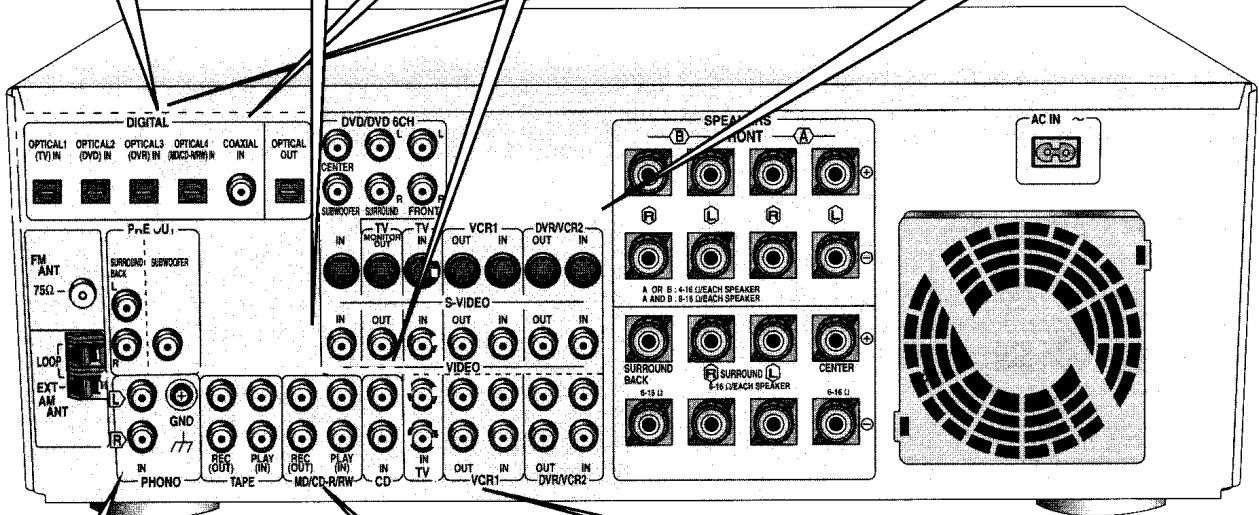 DIGITAL
OPTICAL1 (TV) IN
OPTICAL2 (DVD) IN
OPTICAL3 (DVR) IN
OPTICAL4 (MD/CD-R/RW) IN
COAXIAL IN
OPTICAL OUT
DVD/DVD 6CH
L
L
CENTER
SUBWOOFER
SURROUND
R
FRONT
R
SPEAKERS
B FRONT A
R L R L
+
−
A OR B : 4-16 Ω/EACH SPEAKER
A AND B : 8-16 Ω/EACH SPEAKER
SURROUND BACK
6-16 Ω
R SURROUND L
6-16 Ω/EACH SPEAKER
CENTER
6-16 Ω
+
−
AC IN ~
PRE OUT
SURROUND BACK
SUBWOOFER
L
R
FM ANT
75Ω
LOOP
EXT
AM ANT
TV MONITOR OUT
TV IN
VCR1
DVR/VCR2
IN
OUT IN OUT IN
S-VIDEO
IN OUT IN OUT IN OUT IN
VIDEO
L
R
GND
IN
PHONO
REC (OUT)
PLAY (IN)
TAPE
REC (OUT)
PLAY (IN)
MD/CD-R/RW
IN
CD
IN
TV
OUT IN
VCR1
OUT IN
DVR/VCR2